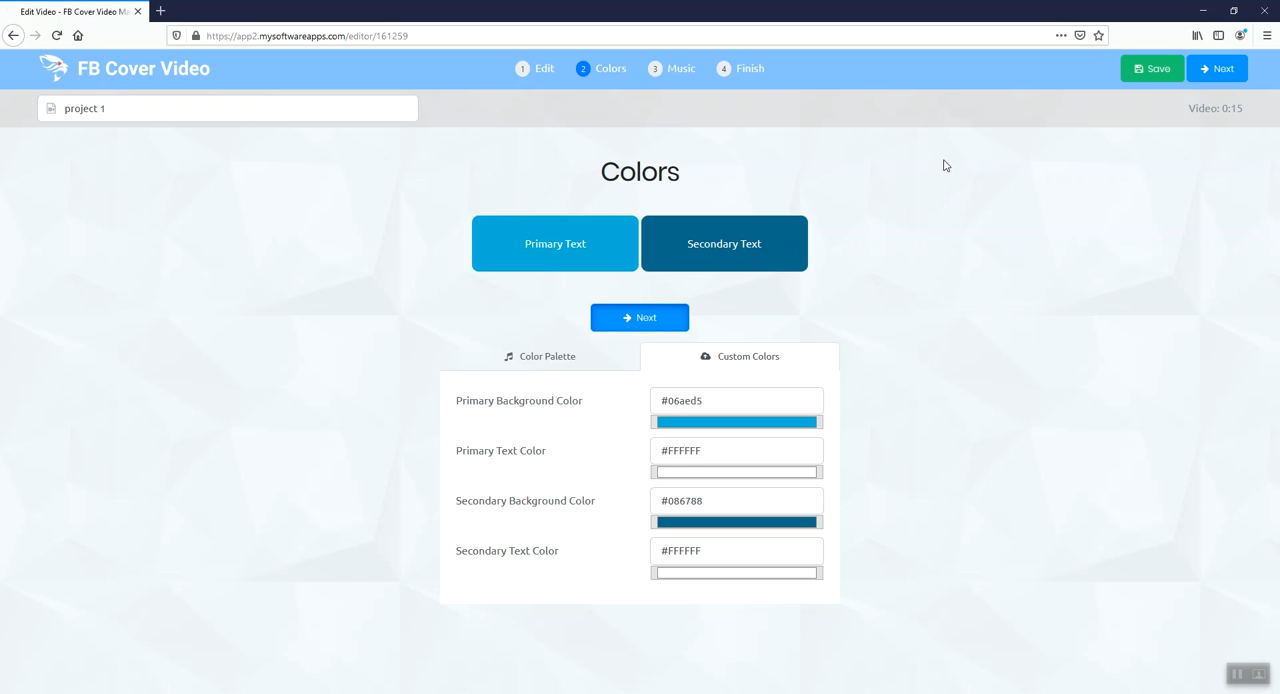 Edit Video - FB Cover Video Ma
https://app2.mysoftwareapps.com/editor/161259
FB Cover Video
1 Edit 2 Colors 3 Music 4 Finish
Save Next
project 1
Video: 0:15
Colors
Primary Text Secondary Text
Next
Color Palette Custom Colors
Primary Background Color #06aed5
Primary Text Color #FFFFFF
Secondary Background Color #086788
Secondary Text Color #FFFFFF